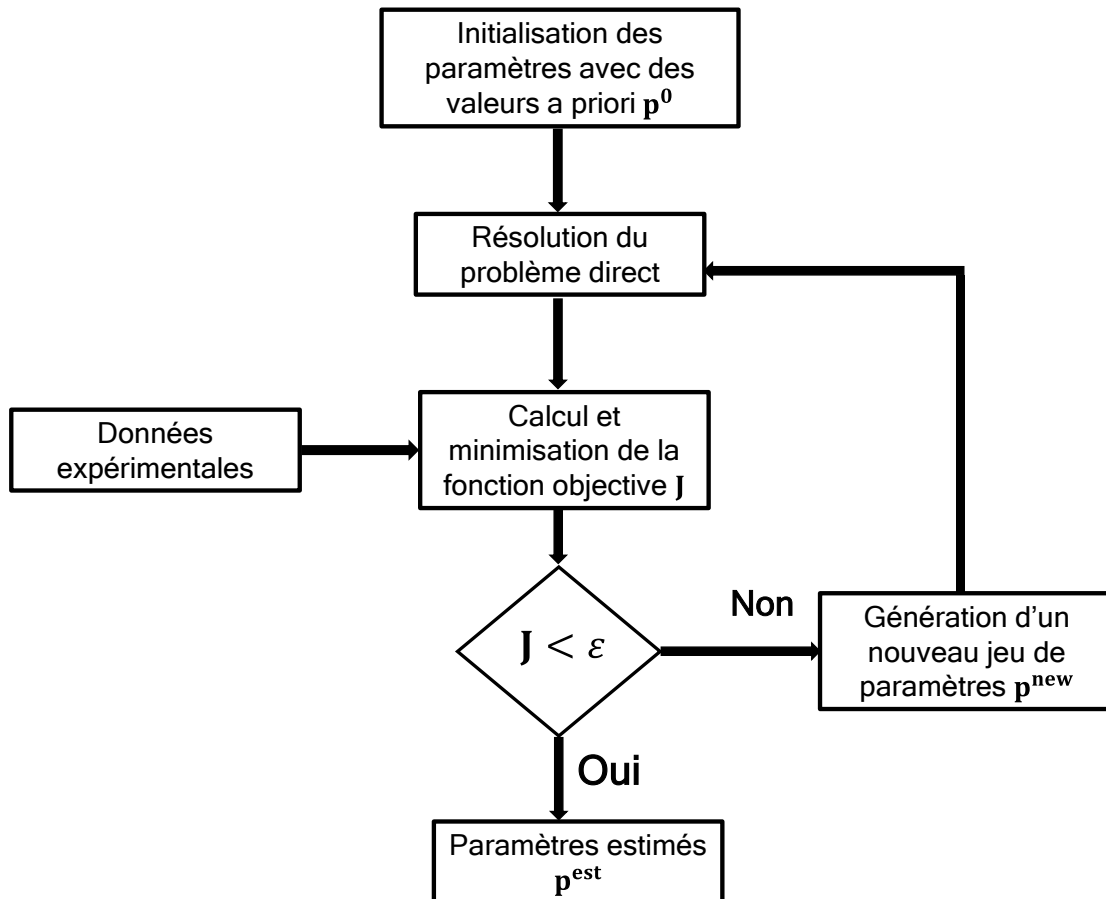 Initialisation des
paramètres avec des
valeurs a priori p⁰
Résolution du
problème direct
Données
expérimentales
Calcul et
minimisation de la
fonction objective J
J < ε
Non
Génération d'un
nouveau jeu de
paramètres pⁿᵉʷ
Oui
Paramètres estimés
pᵉˢᵗ